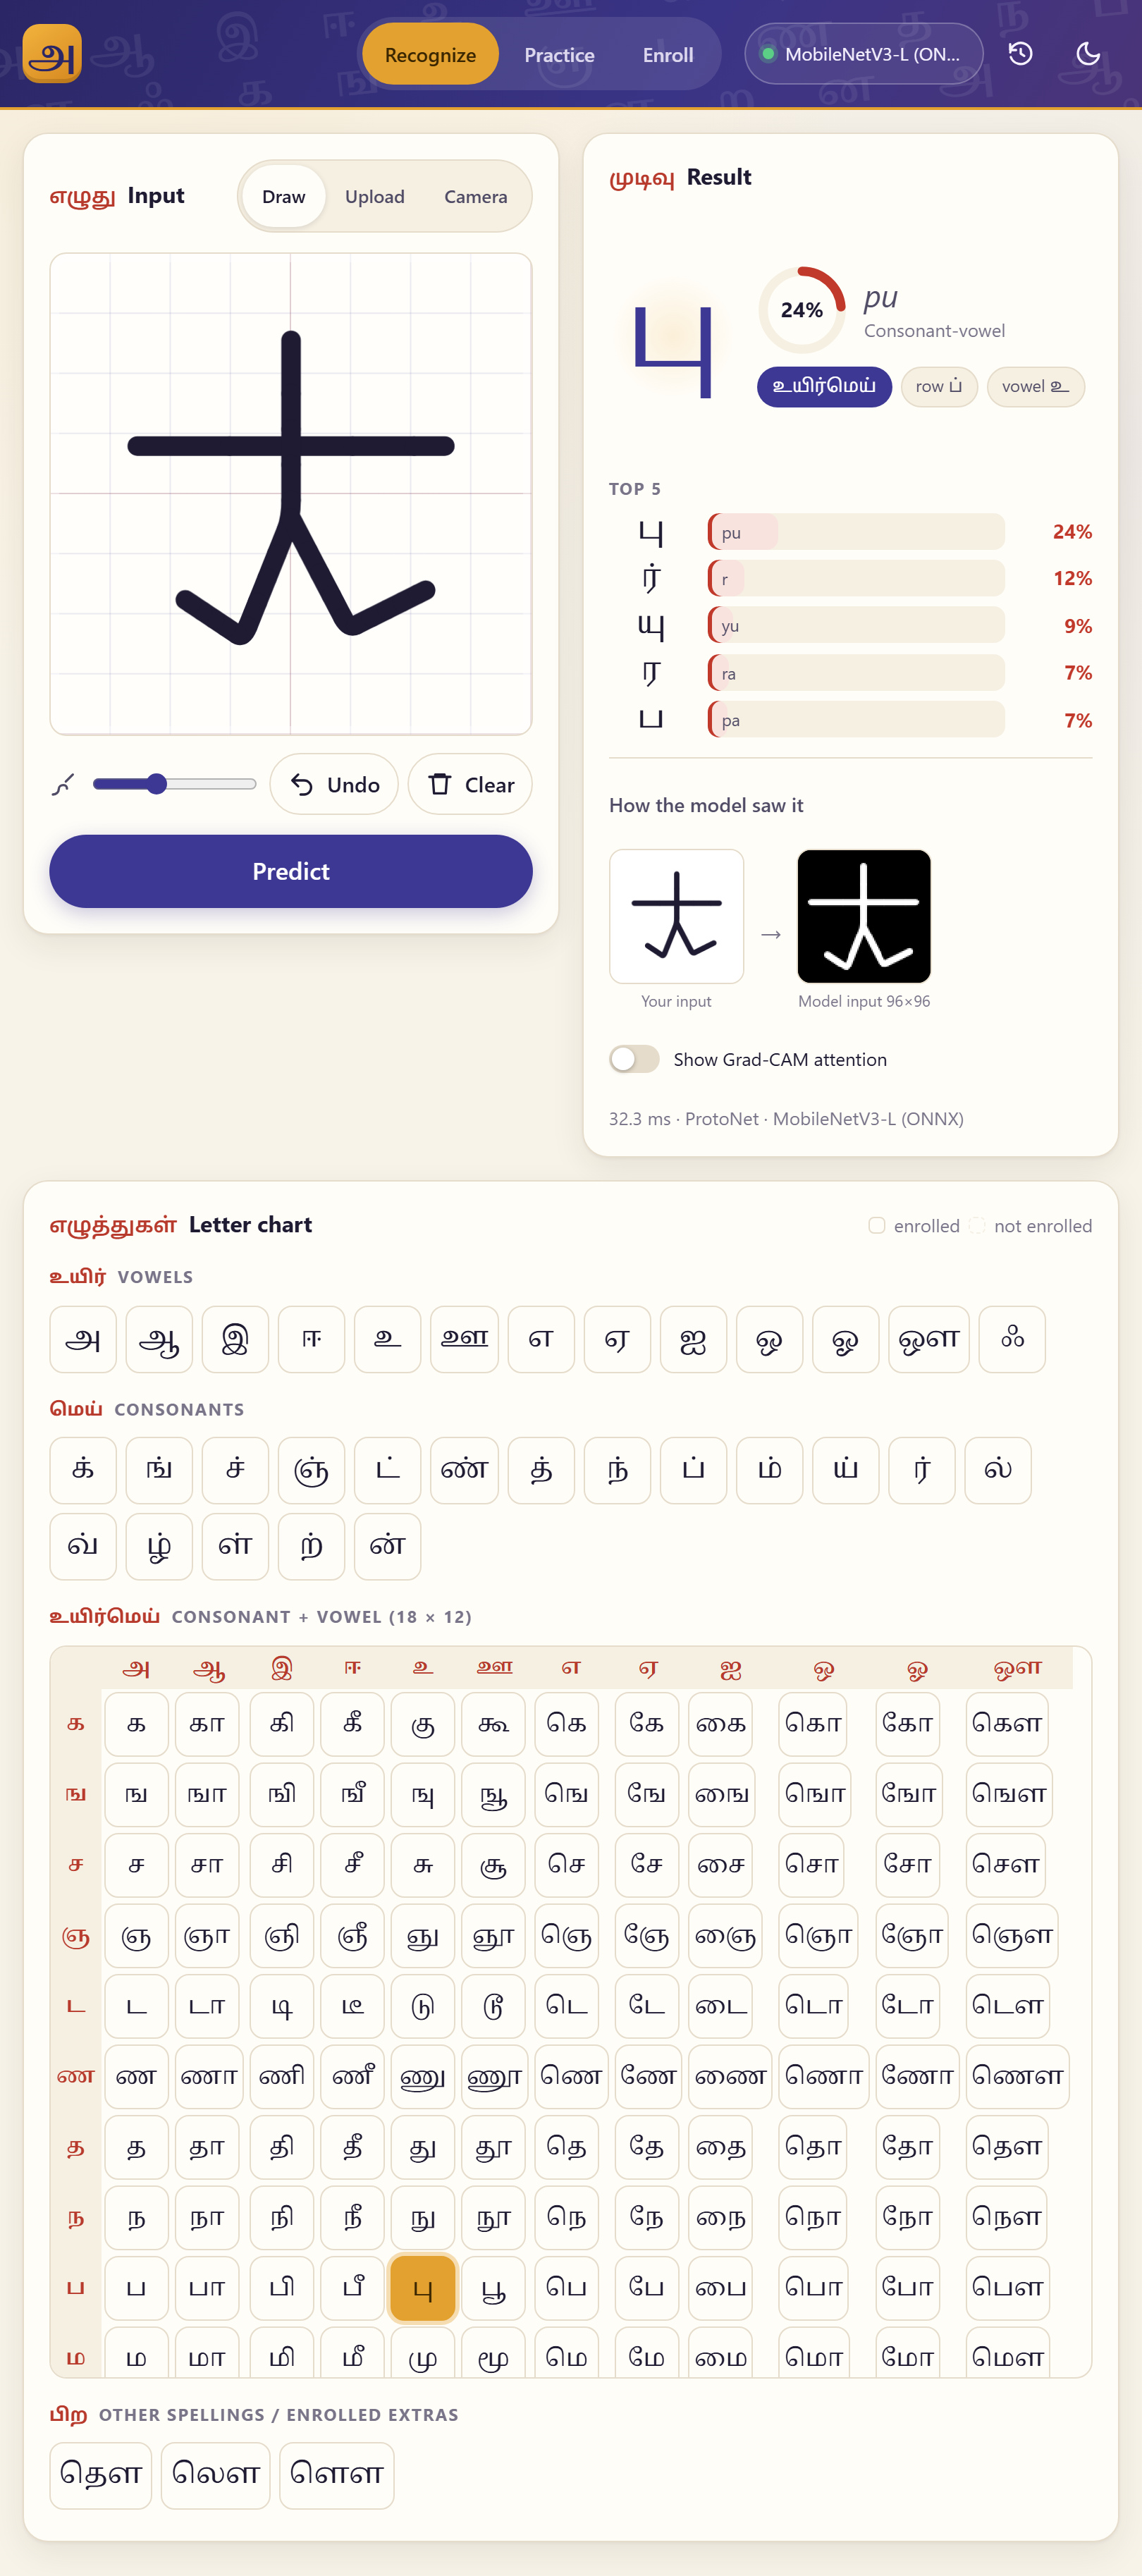 அ Recognize Practice Enroll MobileNetV3-L (ON...
எழுது Input Draw Upload Camera
Undo Clear
Predict
முடிவு Result
பு 24% pu
Consonant-vowel
உயிர்மெய் row ப் vowel உ
TOP 5
பு pu 24%
ர் r 12%
யு yu 9%
ர ra 7%
ப pa 7%
How the model saw it
→
Your input Model input 96×96
Show Grad-CAM attention
32.3 ms · ProtoNet · MobileNetV3-L (ONNX)
எழுத்துகள் Letter chart enrolled not enrolled
உயிர் VOWELS
அ ஆ இ ஈ உ ஊ எ ஏ ஐ ஒ ஓ ஔ ஃ
மெய் CONSONANTS
க் ங் ச் ஞ் ட் ண் த் ந் ப் ம் ய் ர் ல்
வ் ழ் ள் ற் ன்
உயிர்மெய் CONSONANT + VOWEL (18 × 12)
அ ஆ இ ஈ உ ஊ எ ஏ ஐ ஒ ஓ ஔ
க க கா கி கீ கு கூ கெ கே கை கொ கோ கௌ
ங ங ஙா ஙி ஙீ ஙு ஙூ ஙெ ஙே ஙை ஙொ ஙோ ஙௌ
ச ச சா சி சீ சு சூ செ சே சை சொ சோ சௌ
ஞ ஞ ஞா ஞி ஞீ ஞு ஞூ ஞெ ஞே ஞை ஞொ ஞோ ஞௌ
ட ட டா டி டீ டு டூ டெ டே டை டொ டோ டௌ
ண ண ணா ணி ணீ ணு ணூ ணெ ணே ணை ணொ ணோ ணௌ
த த தா தி தீ து தூ தெ தே தை தொ தோ தௌ
ந ந நா நி நீ நு நூ நெ நே நை நொ நோ நௌ
ப ப பா பி பீ பு பூ பெ பே பை பொ போ பௌ
ம ம மா மி மீ மு மூ மெ மே மை மொ மோ மௌ
பிற OTHER SPELLINGS / ENROLLED EXTRAS
தௌ லௌ ளௌ